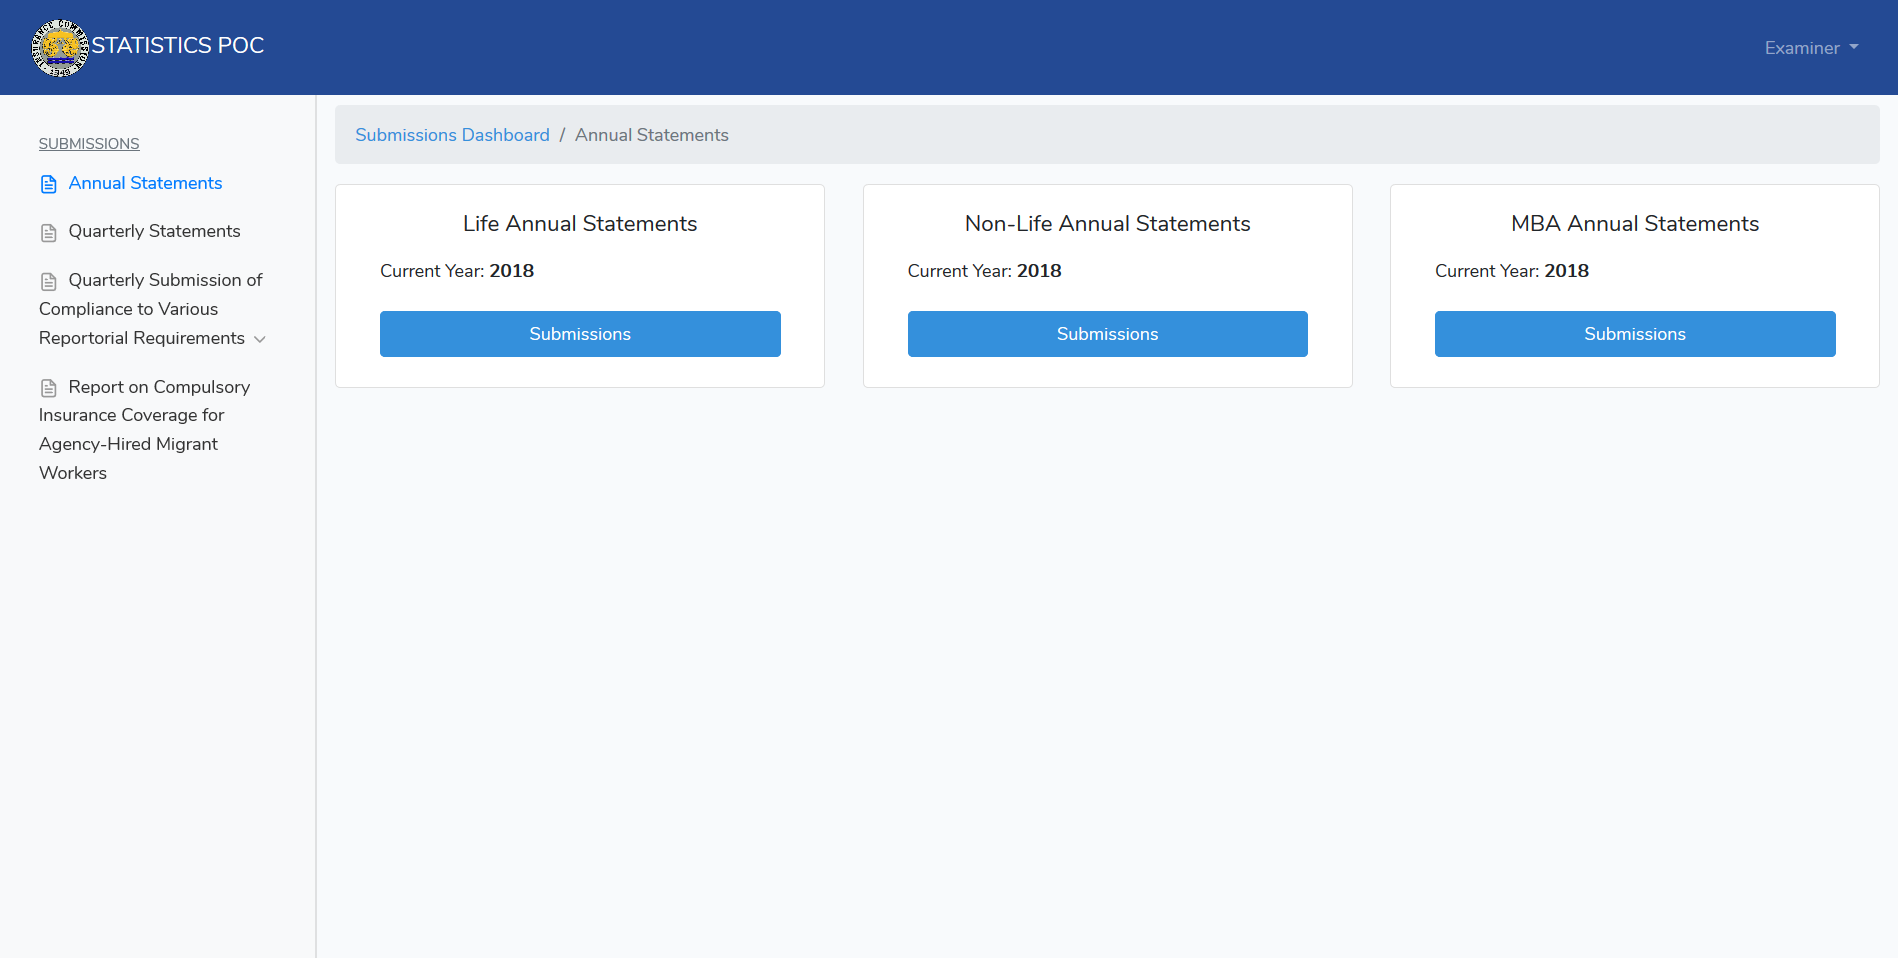 STATISTICS POC
Examiner
SUBMISSIONS
Annual Statements
Quarterly Statements
Quarterly Submission of
Compliance to Various
Reportorial Requirements
Report on Compulsory
Insurance Coverage for
Agency-Hired Migrant
Workers
Submissions Dashboard / Annual Statements
Life Annual Statements
Current Year: 2018
Submissions
Non-Life Annual Statements
Current Year: 2018
Submissions
MBA Annual Statements
Current Year: 2018
Submissions